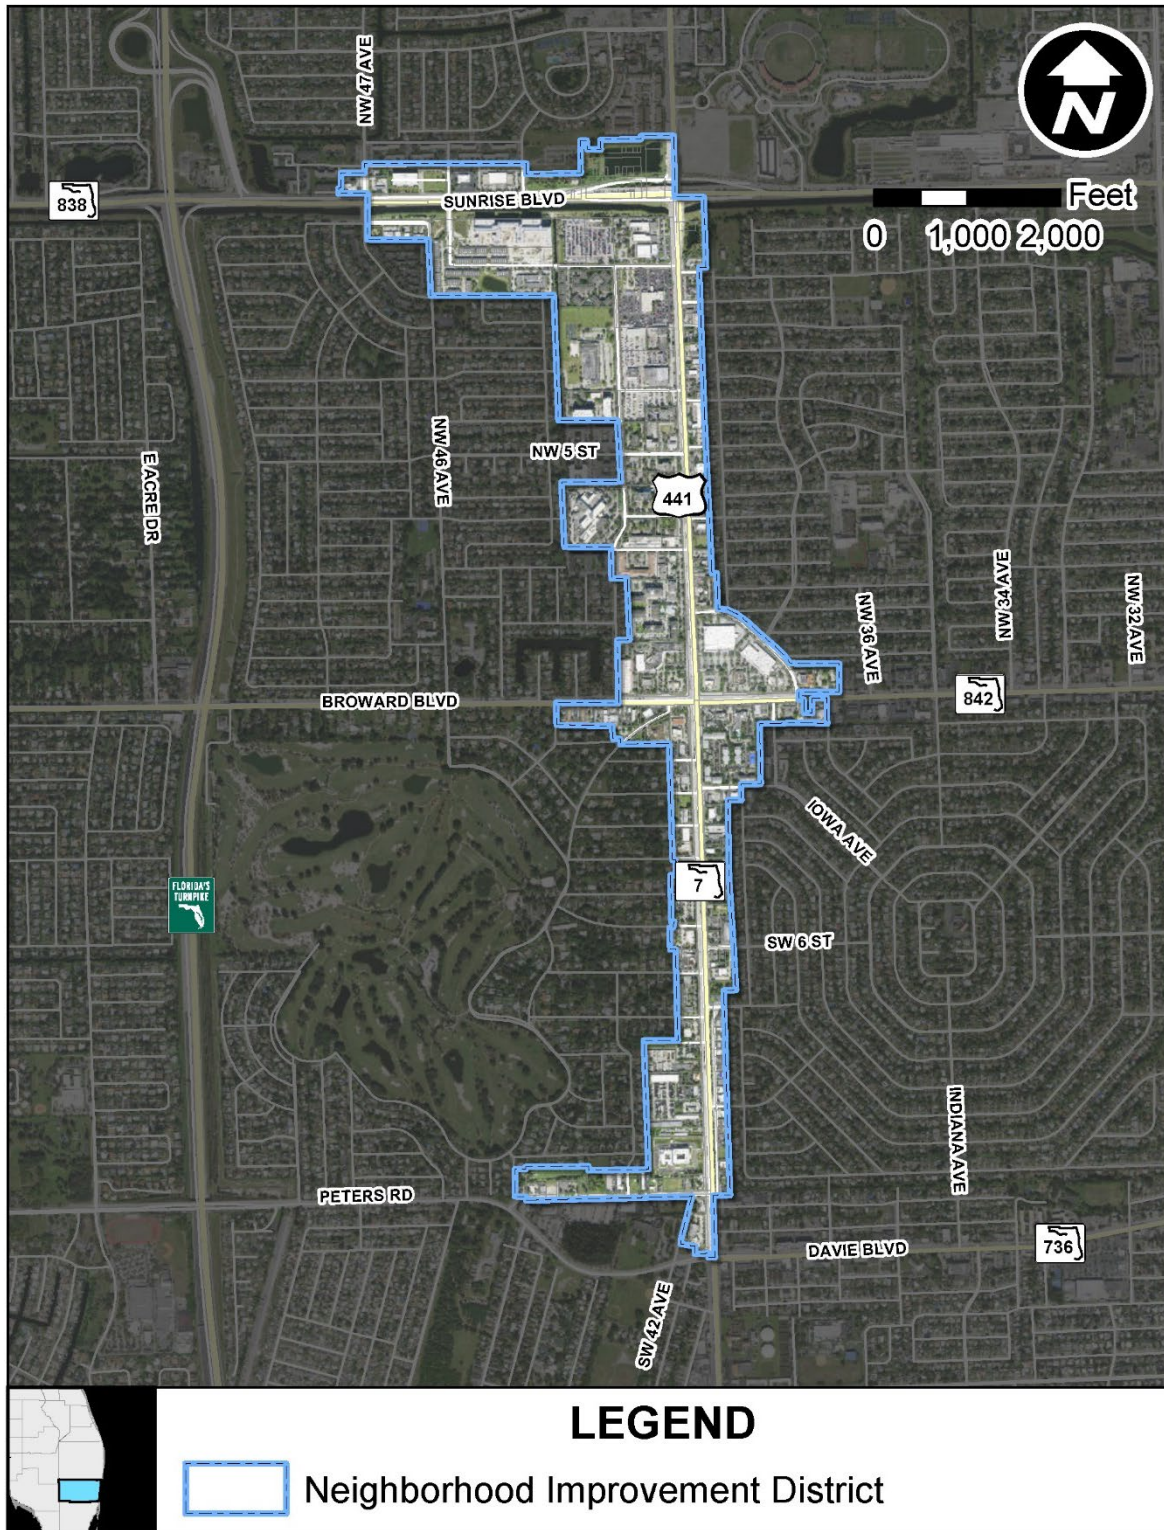 NW 47 AVE
N
838
SUNRISE BLVD
Feet
0 1,000 2,000
E ACRE DR
NW 46 AVE
NW 5 ST
441
NW 36 AVE
NW 34 AVE
NW 32 AVE
BROWARD BLVD
842
IOWA AVE
FLORIDA'S
TURNPIKE
7
SW 6 ST
INDIANA AVE
PETERS RD
DAVIE BLVD
736
SW 42 AVE
LEGEND
Neighborhood Improvement District